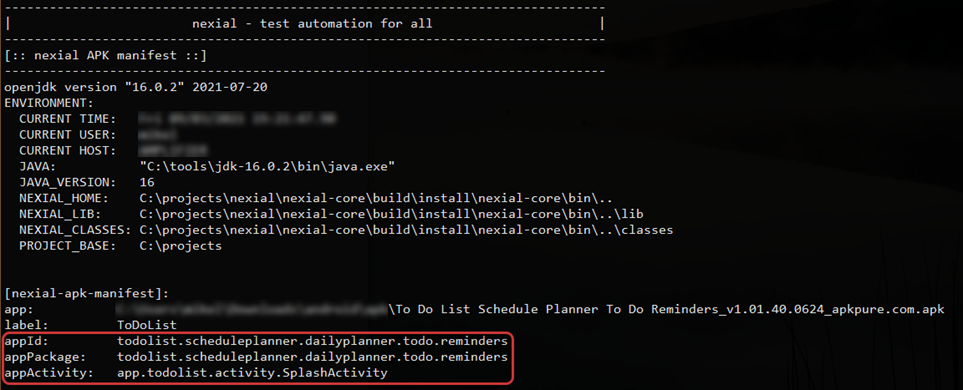 --------------------------------------------------------------------------------
|                        nexial - test automation for all                      |
--------------------------------------------------------------------------------
[:: nexial APK manifest ::]
--------------------------------------------------------------------------------
openjdk version "16.0.2" 2021-07-20
ENVIRONMENT:
  CURRENT TIME:
  CURRENT USER:
  CURRENT HOST:
  JAVA:           "C:\tools\jdk-16.0.2\bin\java.exe"
  JAVA_VERSION:   16
  NEXIAL_HOME:    C:\projects\nexial\nexial-core\build\install\nexial-core\bin\..
  NEXIAL_LIB:     C:\projects\nexial\nexial-core\build\install\nexial-core\bin\..\lib
  NEXIAL_CLASSES: C:\projects\nexial\nexial-core\build\install\nexial-core\bin\..\classes
  PROJECT_BASE:   C:\projects
[nexial-apk-manifest]:
app:           \To Do List Schedule Planner To Do Reminders_v1.01.40.0624_apkpure.com.apk
label:         ToDoList
appId:         todolist.scheduleplanner.dailyplanner.todo.reminders
appPackage:    todolist.scheduleplanner.dailyplanner.todo.reminders
appActivity:   app.todolist.activity.SplashActivity